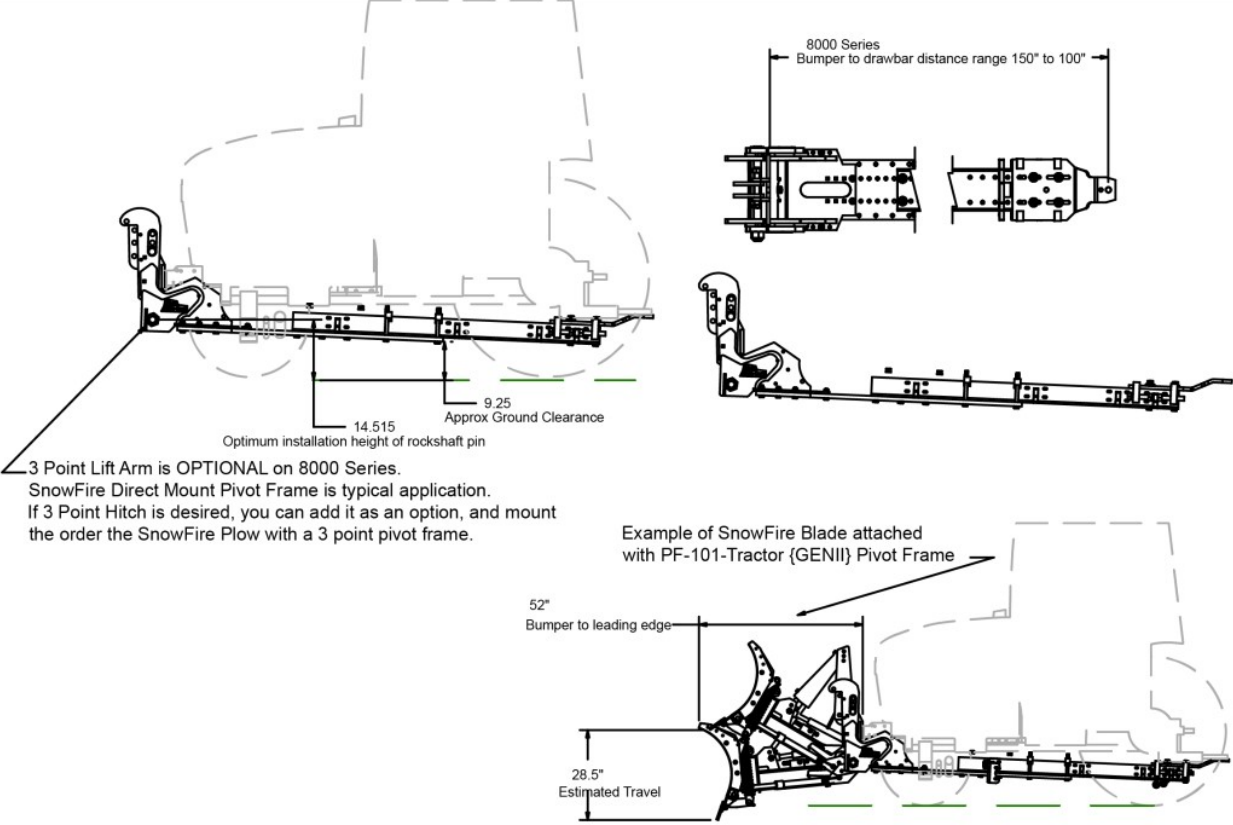 8000 Series
Bumper to drawbar distance range 150" to 100"
9.25
Approx Ground Clearance
14.515
Optimum installation height of rockshaft pin
3 Point Lift Arm is OPTIONAL on 8000 Series.
SnowFire Direct Mount Pivot Frame is typical application.
If 3 Point Hitch is desired, you can add it as an option, and mount
the order the SnowFire Plow with a 3 point pivot frame.
Example of SnowFire Blade attached
with PF-101-Tractor {GENII} Pivot Frame
52"
Bumper to leading edge
28.5"
Estimated Travel